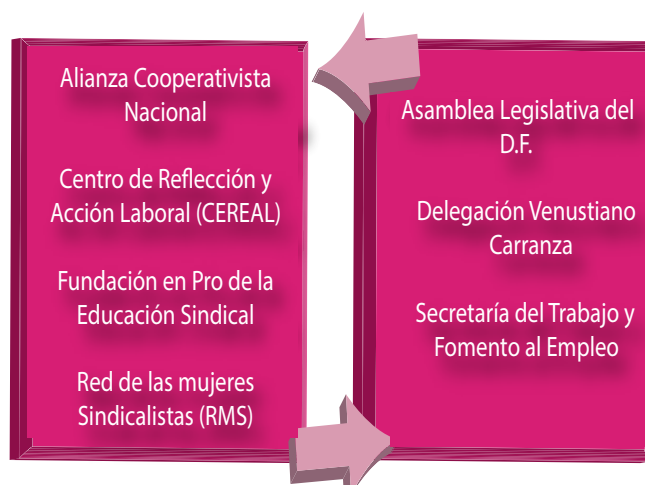 Alianza Cooperativista
Nacional
Centro de Reflección y
Acción Laboral (CEREAL)
Fundación en Pro de la
Educación Sindical
Red de las mujeres
Sindicalistas (RMS)
Asamblea Legislativa del
D.F.
Delegación Venustiano
Carranza
Secretaría del Trabajo y
Fomento al Empleo